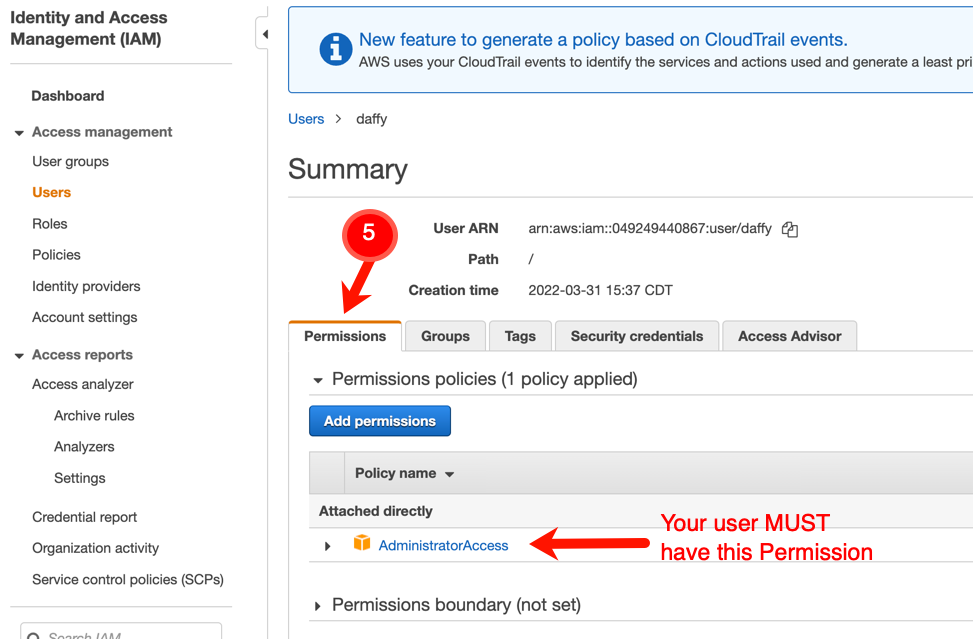 Identity and Access
Management (IAM)
Dashboard
Access management
User groups
Users
Roles
Policies
Identity providers
Account settings
Access reports
Access analyzer
Archive rules
Analyzers
Settings
Credential report
Organization activity
Service control policies (SCPs)
Search IAM
New feature to generate a policy based on CloudTrail events.
AWS uses your CloudTrail events to identify the services and actions used and generate a least pri
Users > daffy
Summary
5
User ARN arn:aws:iam::049249440867:user/daffy
Path /
Creation time 2022-03-31 15:37 CDT
Permissions Groups Tags Security credentials Access Advisor
Permissions policies (1 policy applied)
Add permissions
Policy name
Attached directly
AdministratorAccess
Your user MUST
have this Permission
Permissions boundary (not set)